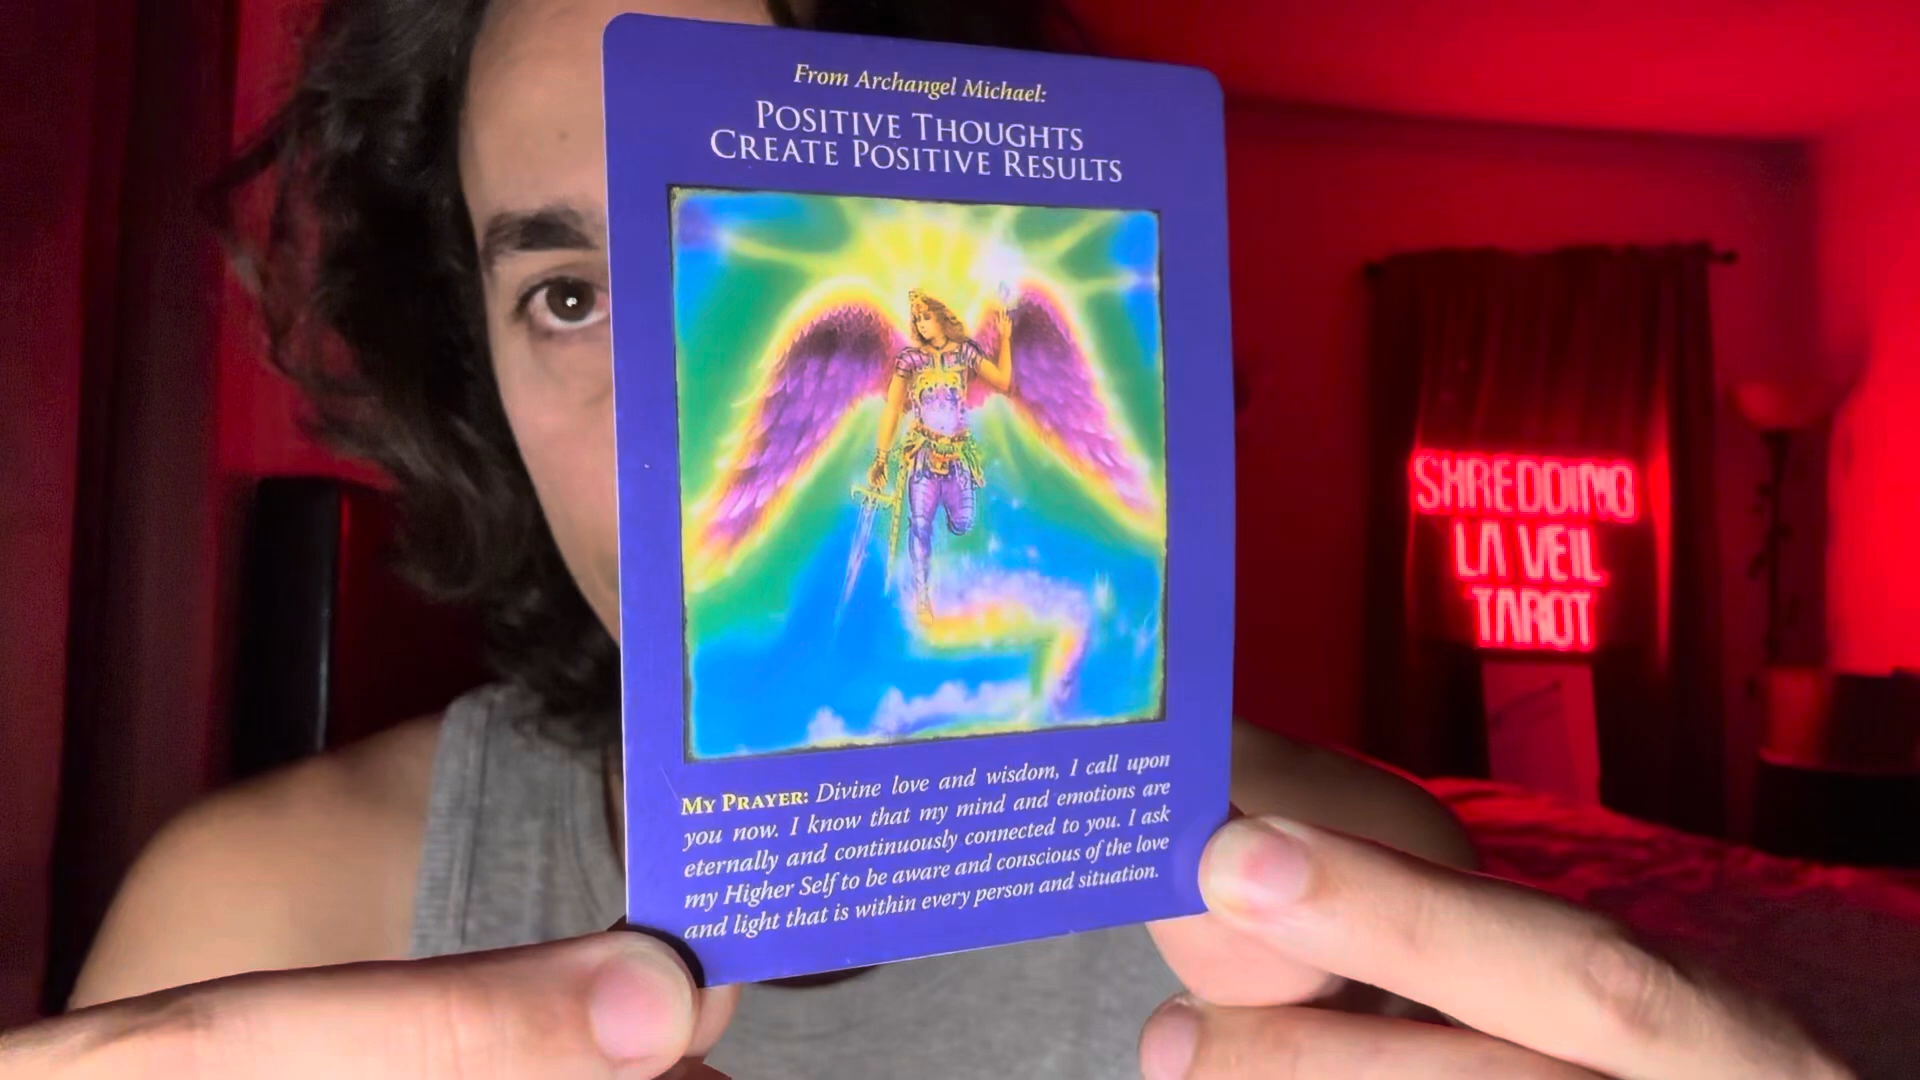 From Archangel Michael:
POSITIVE THOUGHTS
CREATE POSITIVE RESULTS
MY PRAYER: Divine love and wisdom, I call upon
you now. I know that my mind and emotions are
eternally and continuously connected to you. I ask
my Higher Self to be aware and conscious of the love
and light that is within every person and situation.
SHREDDING
LA VEIL
TAROT